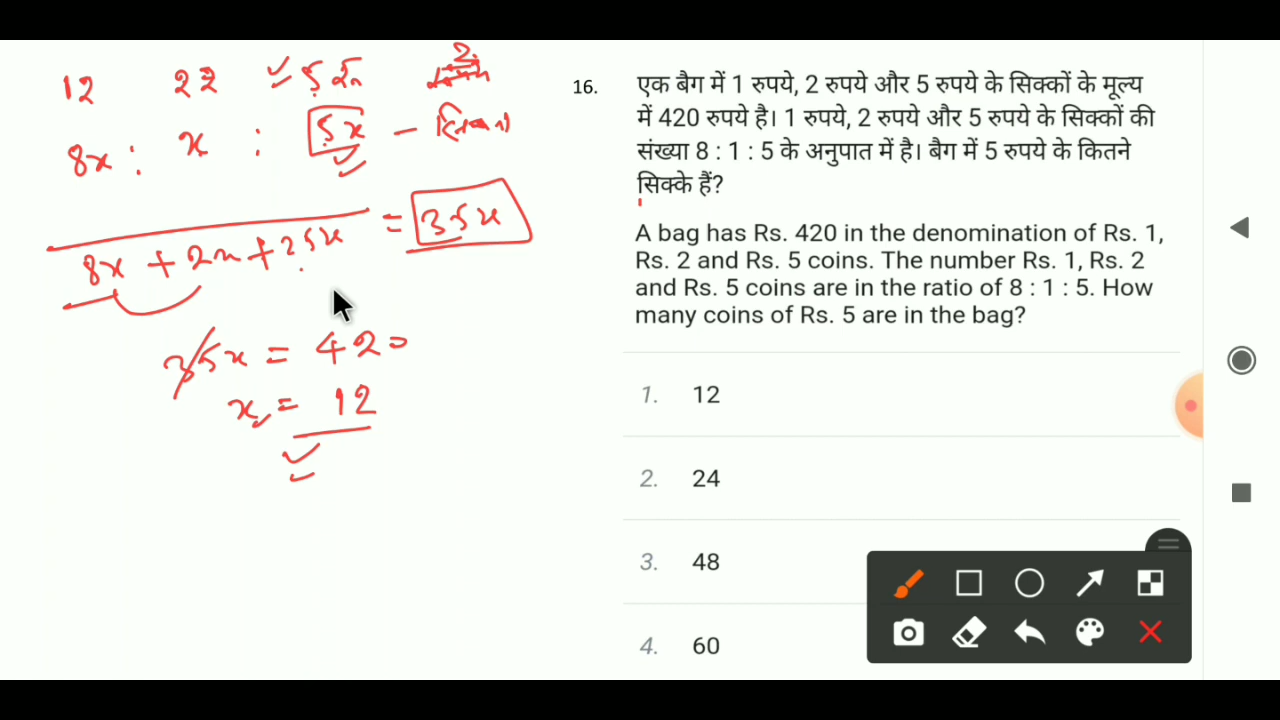 8x : x : 5x –
8x + 2x + 25x = 35x
35x = 420
x = 12
16. एक बैग में 1 रुपये, 2 रुपये और 5 रुपये के सिक्कों के मूल्य
में 420 रुपये है। 1 रुपये, 2 रुपये और 5 रुपये के सिक्कों की
संख्या 8 : 1 : 5 के अनुपात में है। बैग में 5 रुपये के कितने
सिक्के हैं?
A bag has Rs. 420 in the denomination of Rs. 1,
Rs. 2 and Rs. 5 coins. The number Rs. 1, Rs. 2
and Rs. 5 coins are in the ratio of 8 : 1 : 5. How
many coins of Rs. 5 are in the bag?
1. 12
2. 24
3. 48
4. 60